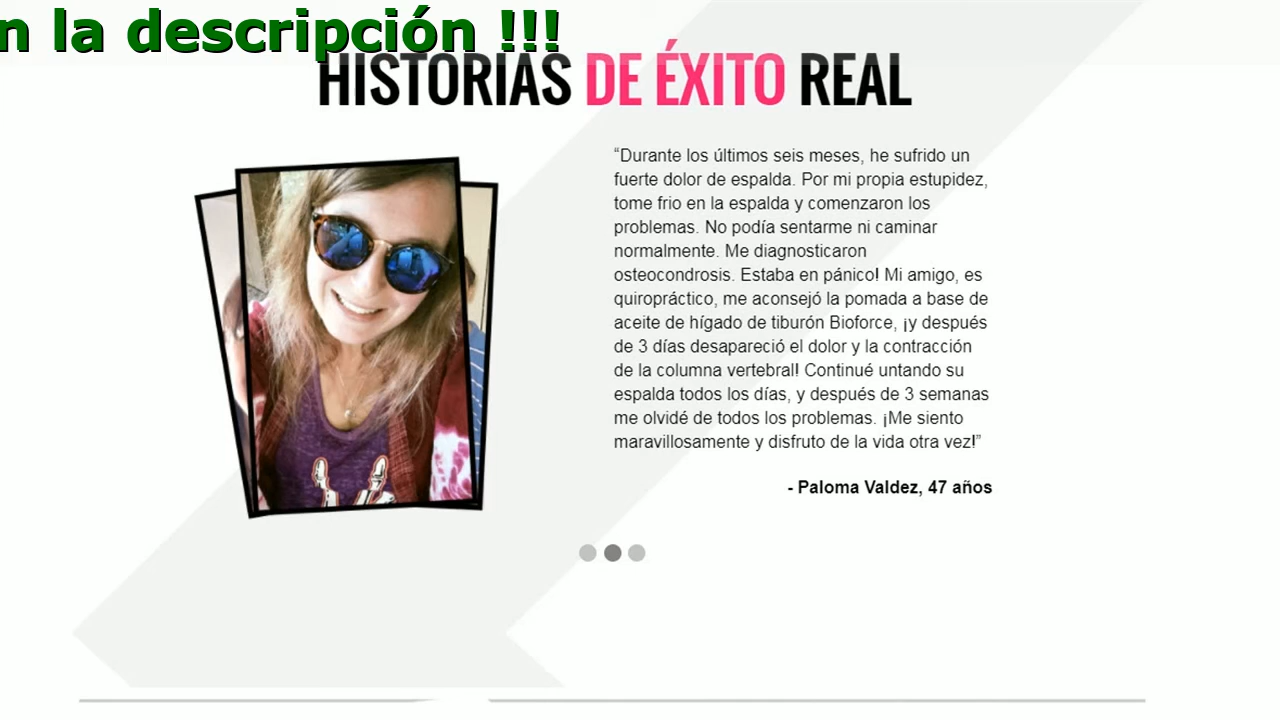 n la descripción !!!
HISTORIAS DE ÉXITO REAL
“Durante los últimos seis meses, he sufrido un
fuerte dolor de espalda. Por mi propia estupidez,
tome frio en la espalda y comenzaron los
problemas. No podía sentarme ni caminar
normalmente. Me diagnosticaron
osteocondrosis. Estaba en pánico! Mi amigo, es
quiropráctico, me aconsejó la pomada a base de
aceite de hígado de tiburón Bioforce, ¡y después
de 3 días desapareció el dolor y la contracción
de la columna vertebral! Continué untando su
espalda todos los días, y después de 3 semanas
me olvidé de todos los problemas. ¡Me siento
maravillosamente y disfruto de la vida otra vez!”
- Paloma Valdez, 47 años